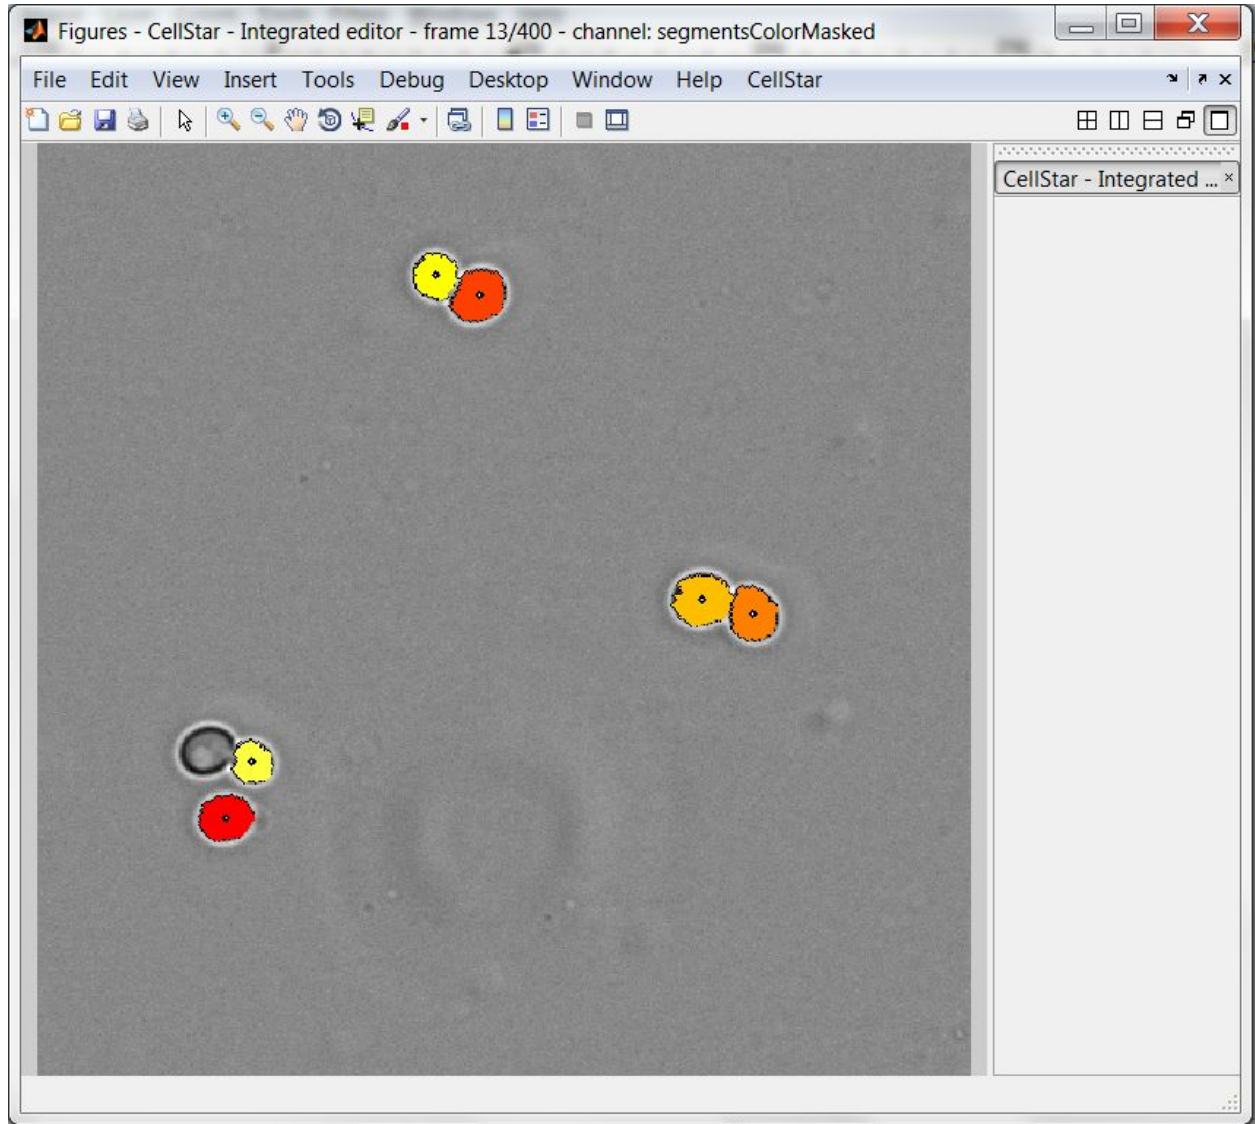 Figures - CellStar - Integrated editor - frame 13/400 - channel: segmentsColorMasked
File Edit View Insert Tools Debug Desktop Window Help CellStar
CellStar - Integrated ...